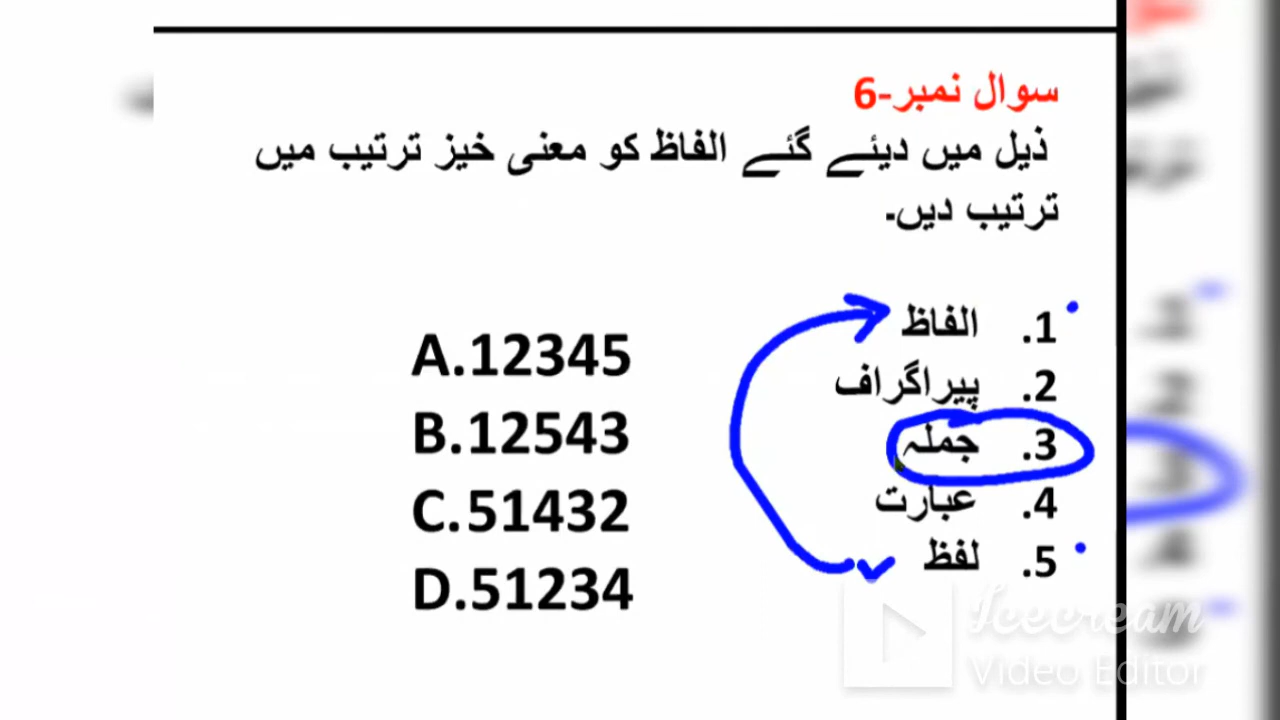 سوال نمبر-6
ذیل میں دیئے گئے الفاظ کو معنی خیز ترتیب میں
ترتیب دیں۔
1. الفاظ
2. پیراگراف
3. جملہ
4. عبارت
5. لفظ
A.12345
B.12543
C.51432
D.51234
Icecream
Video Editor